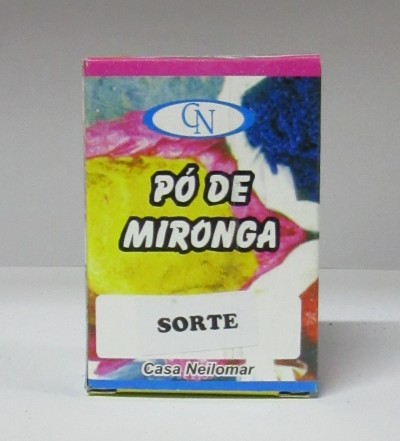 CN
PÓ DE
MIRONGA
SORTE
Casa Neilomar